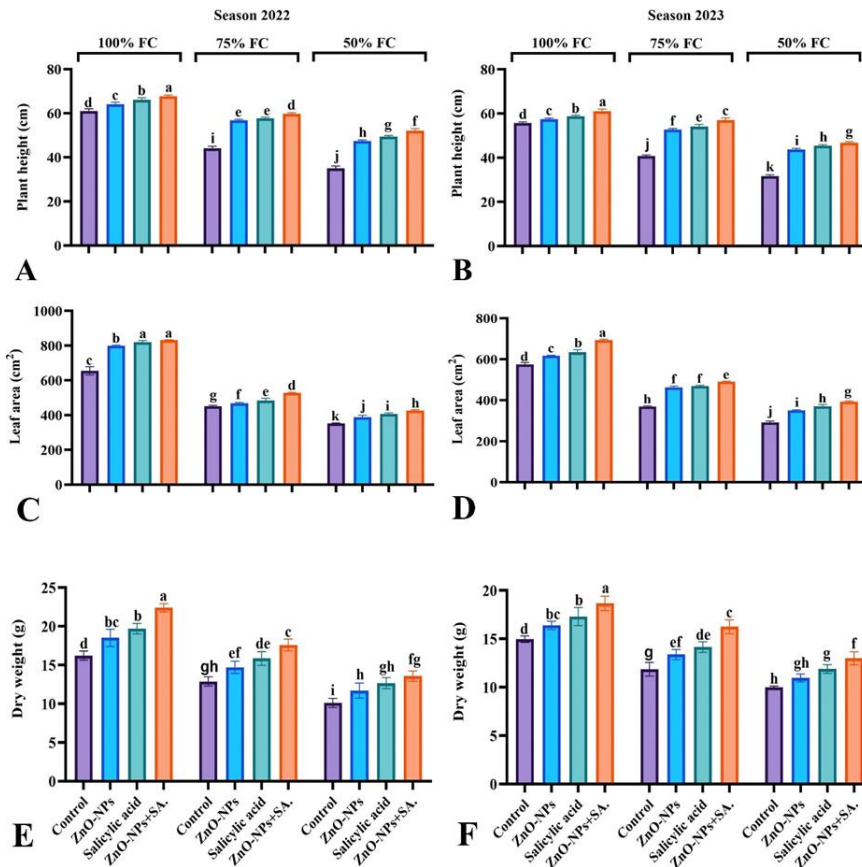 Season 2022
Season 2023
100% FC
75% FC
50% FC
100% FC
75% FC
50% FC
Plant height (cm)
80
60
40
20
0
d c b a
i e e d
j h g f
A
Plant height (cm)
80
60
40
20
0
d c b a
j f e c
k i h g
B
Leaf area (cm²)
1000
800
600
400
200
0
c b a a
g f e d
k j i h
C
Leaf area (cm²)
800
600
400
200
0
d c b a
h f f e
j i h g
D
Dry weight (g)
25
20
15
10
5
0
d bc b a
gh ef de c
i h gh fg
Control
ZnO-NPs
Salicylic acid
ZnO-NPs+SA.
Control
ZnO-NPs
Salicylic acid
ZnO-NPs+SA.
Control
ZnO-NPs
Salicylic acid
ZnO-NPs+SA.
E
Dry weight (g)
20
15
10
5
0
d bc b a
g ef de c
h gh g f
Control
ZnO-NPs
Salicylic acid
ZnO-NPs+SA.
Control
ZnO-NPs
Salicylic acid
ZnO-NPs+SA.
Control
ZnO-NPs
Salicylic acid
ZnO-NPs+SA.
F